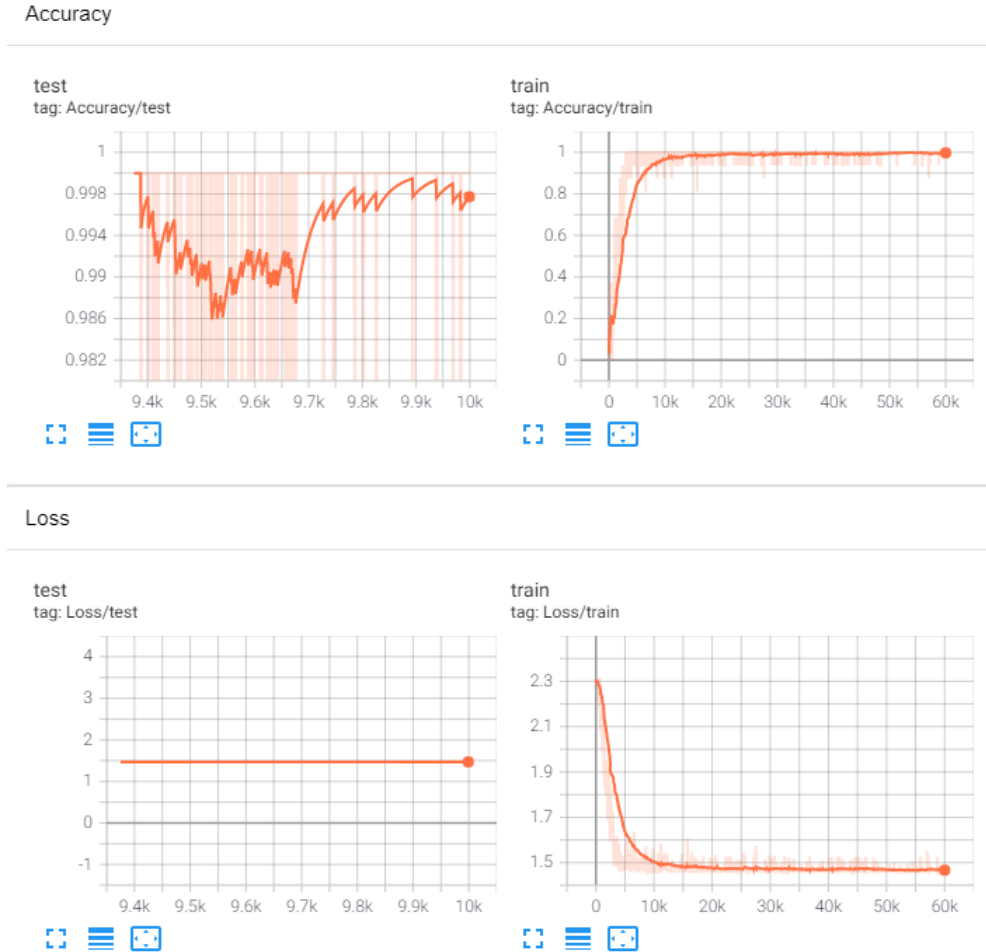 Accuracy
test
tag: Accuracy/test
1
0.998
0.994
0.99
0.986
0.982
9.4k 9.5k 9.6k 9.7k 9.8k 9.9k 10k
train
tag: Accuracy/train
1
0.8
0.6
0.4
0.2
0
0 10k 20k 30k 40k 50k 60k
Loss
test
tag: Loss/test
4
3
2
1
0
-1
9.4k 9.5k 9.6k 9.7k 9.8k 9.9k 10k
train
tag: Loss/train
2.3
2.1
1.9
1.7
1.5
0 10k 20k 30k 40k 50k 60k